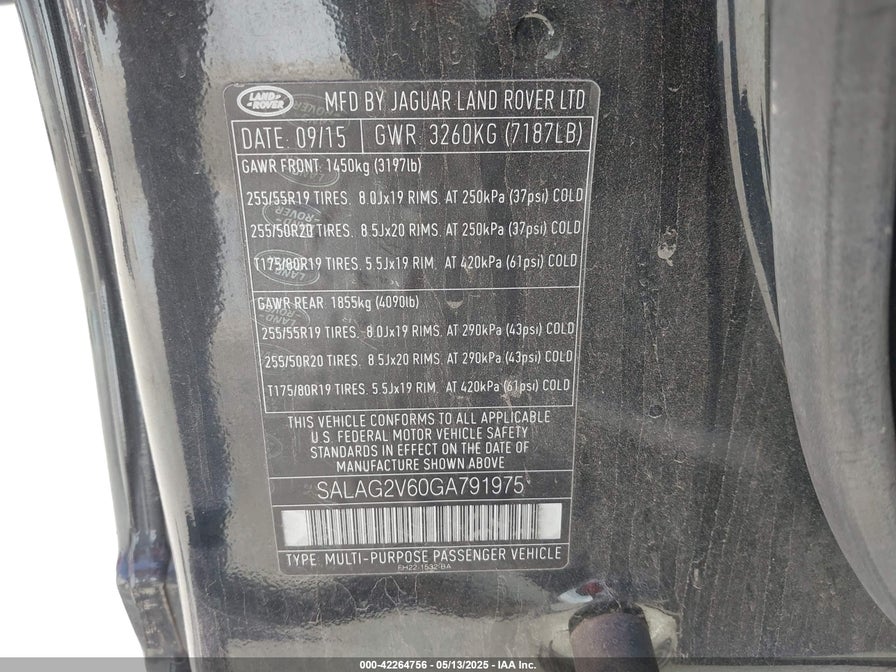 LAND ROVER MFD BY JAGUAR LAND ROVER LTD
DATE: 09/15 GWR: 3260KG (7187LB)
GAWR FRONT: 1450kg (3197lb)
255/55R19 TIRES. 8.0Jx19 RIMS. AT 250kPa (37psi) COLD
255/50R20 TIRES. 8.5Jx20 RIMS. AT 250kPa (37psi) COLD
T175/80R19 TIRES. 5.5Jx19 RIM. AT 420kPa (61psi) COLD
GAWR REAR: 1855kg (4090lb)
255/55R19 TIRES. 8.0Jx19 RIMS. AT 290kPa (43psi) COLD
255/50R20 TIRES. 8.5Jx20 RIMS. AT 290kPa (43psi) COLD
T175/80R19 TIRES. 5.5Jx19 RIM. AT 420kPa (61psi) COLD
THIS VEHICLE CONFORMS TO ALL APPLICABLE
U.S. FEDERAL MOTOR VEHICLE SAFETY
STANDARDS IN EFFECT ON THE DATE OF
MANUFACTURE SHOWN ABOVE
SALAG2V60GA791975
TYPE: MULTI-PURPOSE PASSENGER VEHICLE
FH22-1532-BA
000-42264756 - 05/13/2025 - IAA Inc.